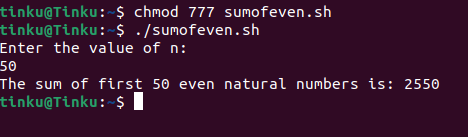 tinku@Tinku:~$ chmod 777 sumofeven.sh
tinku@Tinku:~$ ./sumofeven.sh
Enter the value of n:
50
The sum of first 50 even natural numbers is: 2550
tinku@Tinku:~$